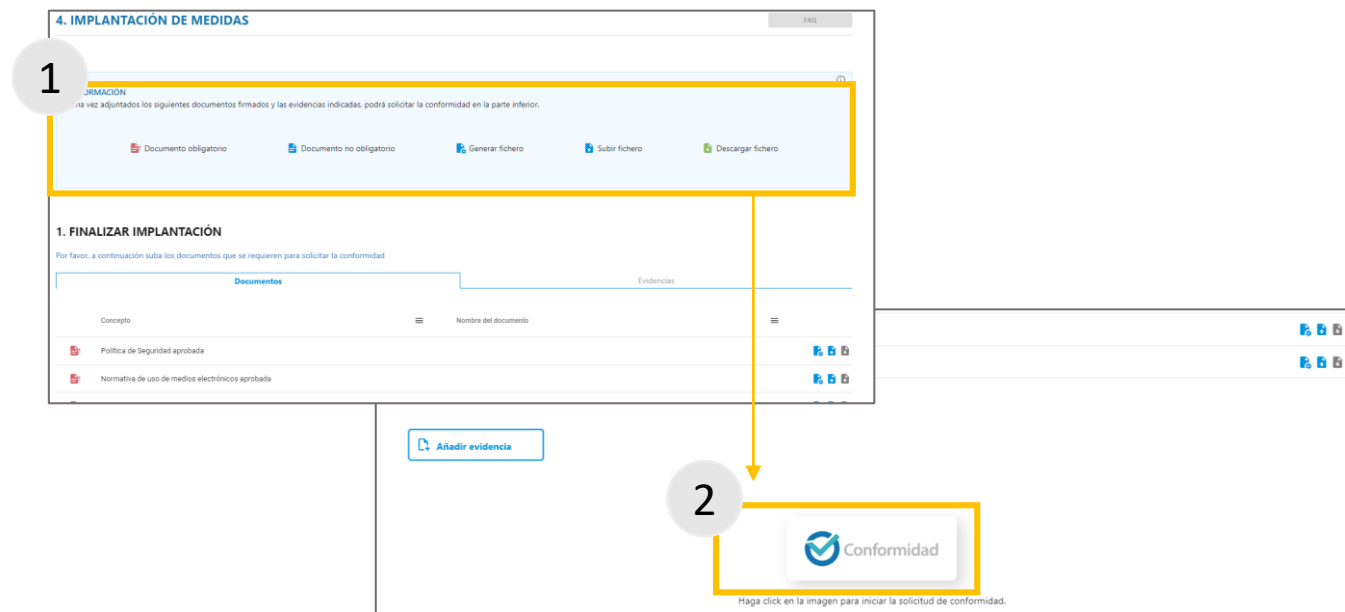 4. IMPLANTACIÓN DE MEDIDAS
FAQ
1
ORMACIÓN
na vez adjuntados los siguientes documentos firmados y las evidencias indicadas, podrá solicitar la conformidad en la parte inferior.
Documento obligatorio
Documento no obligatorio
Generar fichero
Subir fichero
Descargar fichero
1. FINALIZAR IMPLANTACIÓN
Por favor, a continuación suba los documentos que se requieren para solicitar la conformidad
Documentos
Evidencias
Concepto
Nombre del documento
Política de Seguridad aprobada
Normativa de uso de medios electrónicos aprobada
Añadir evidencia
2
Conformidad
Haga click en la imagen para iniciar la solicitud de conformidad.